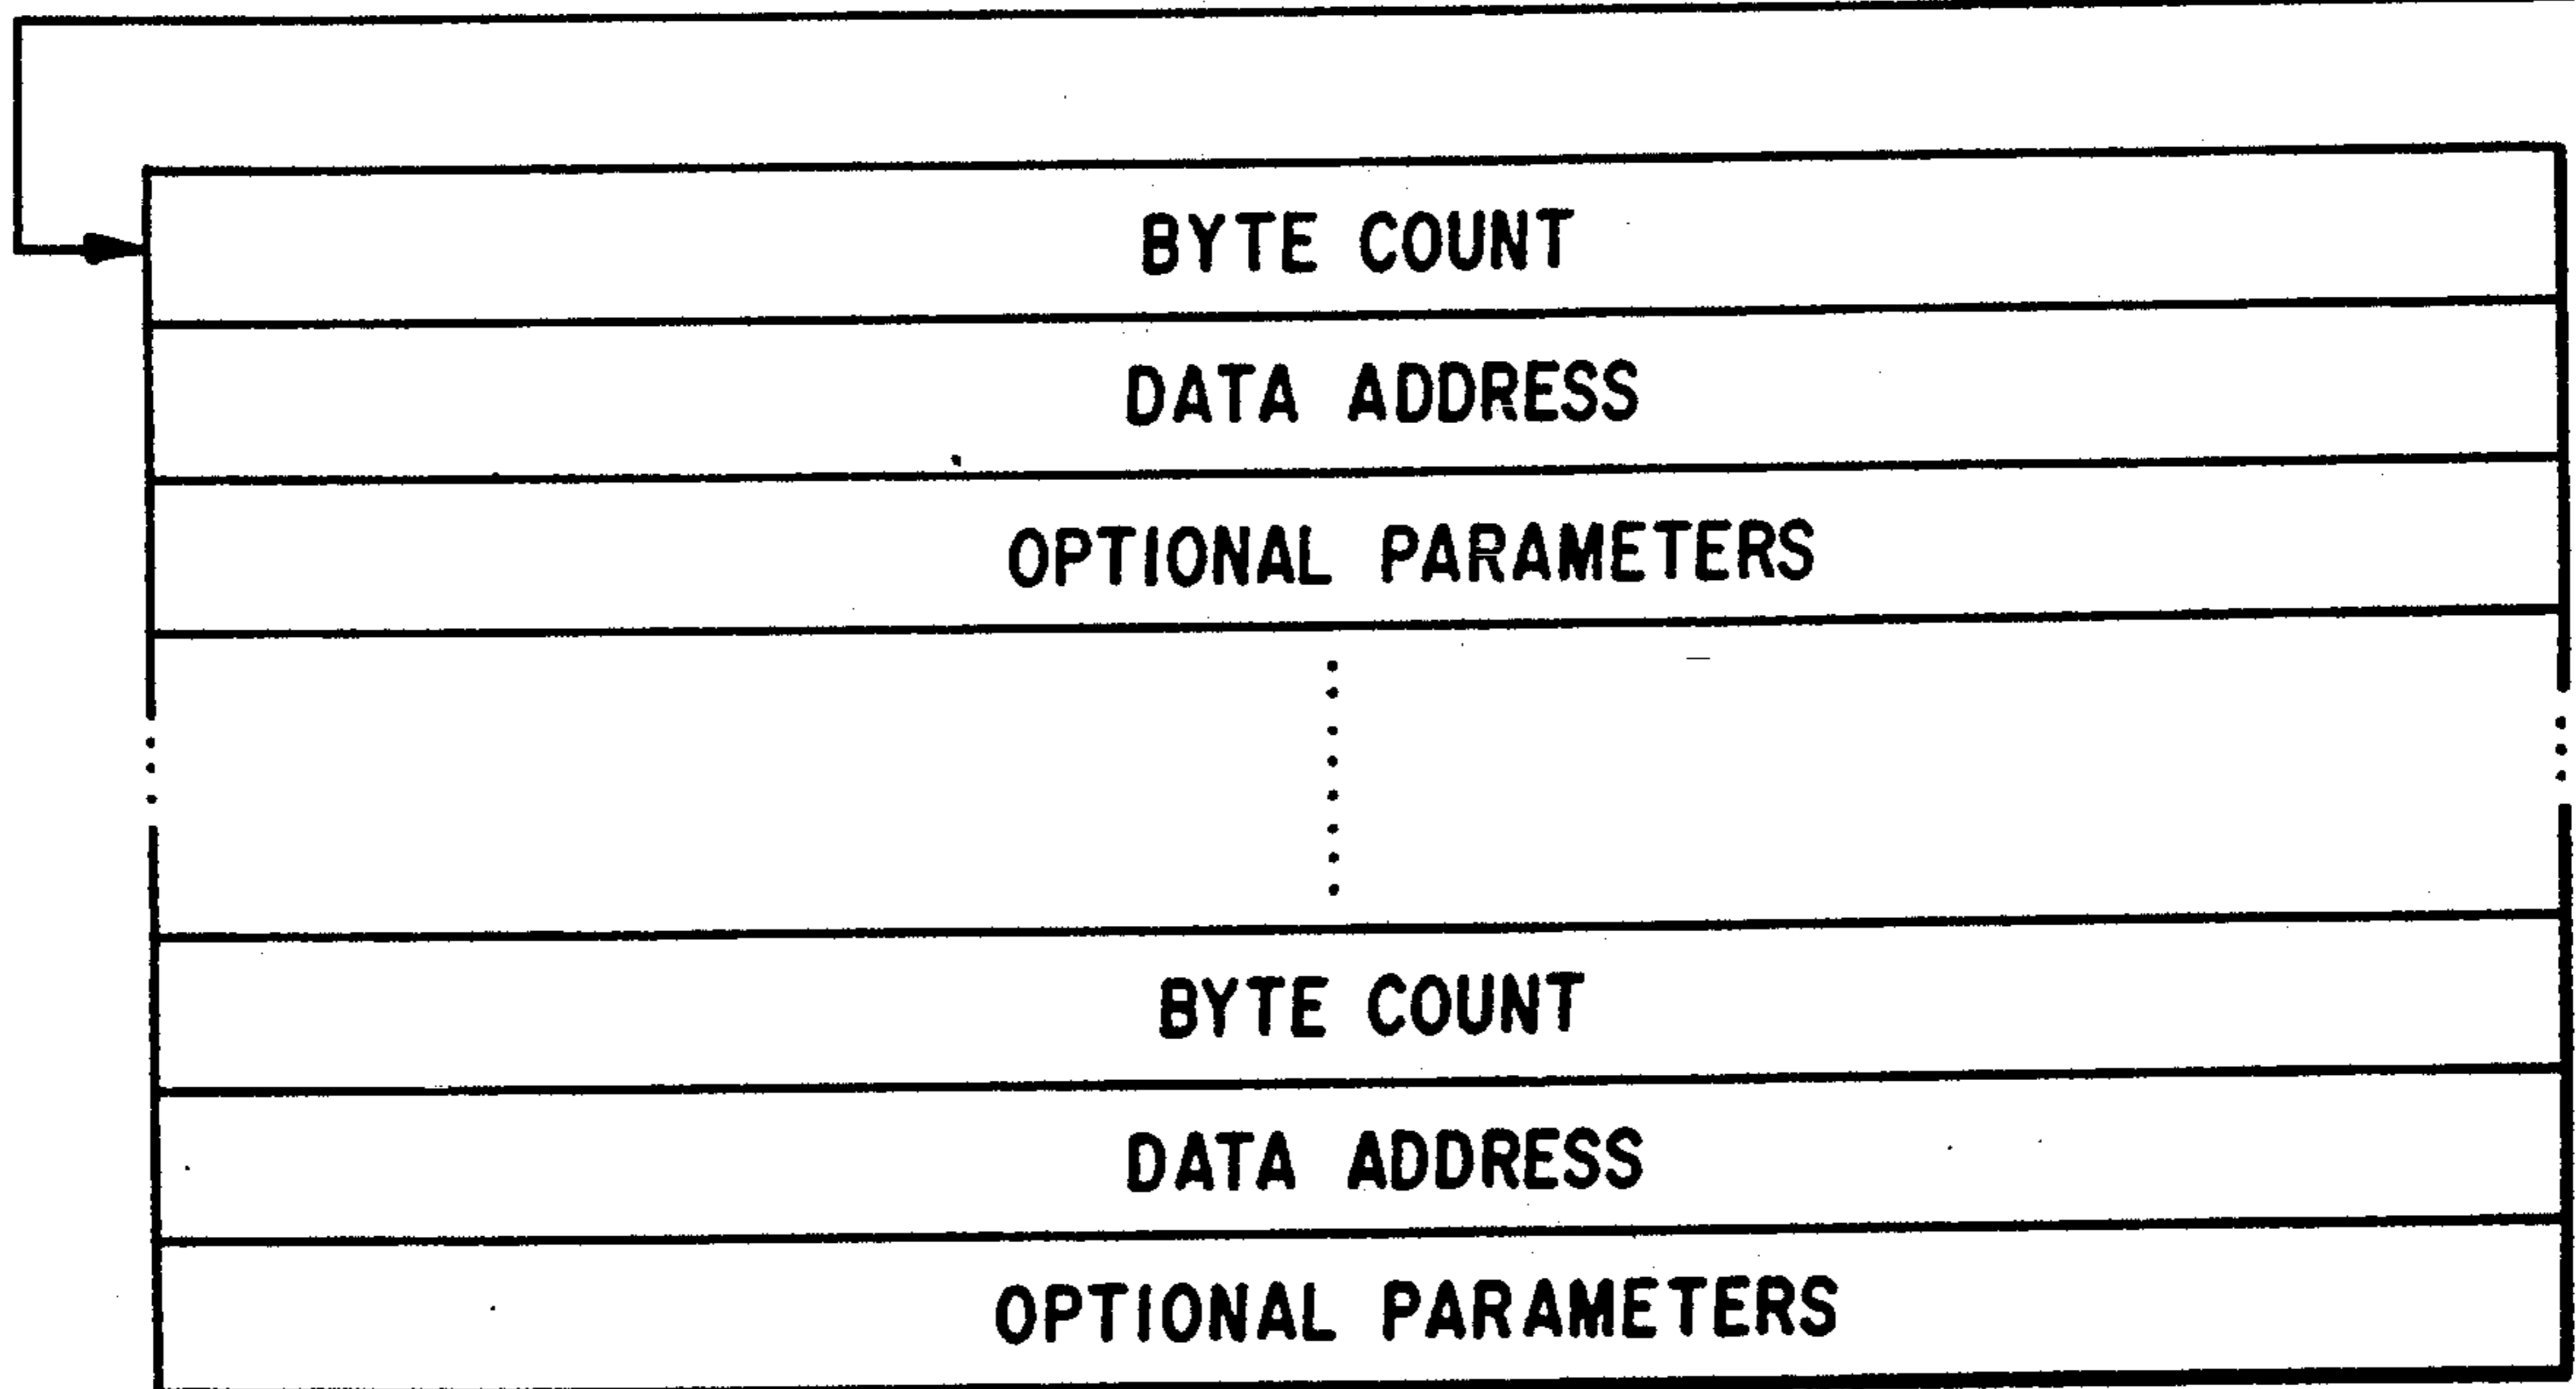 BYTE COUNT
DATA ADDRESS
OPTIONAL PARAMETERS
BYTE COUNT
DATA ADDRESS
OPTIONAL PARAMETERS